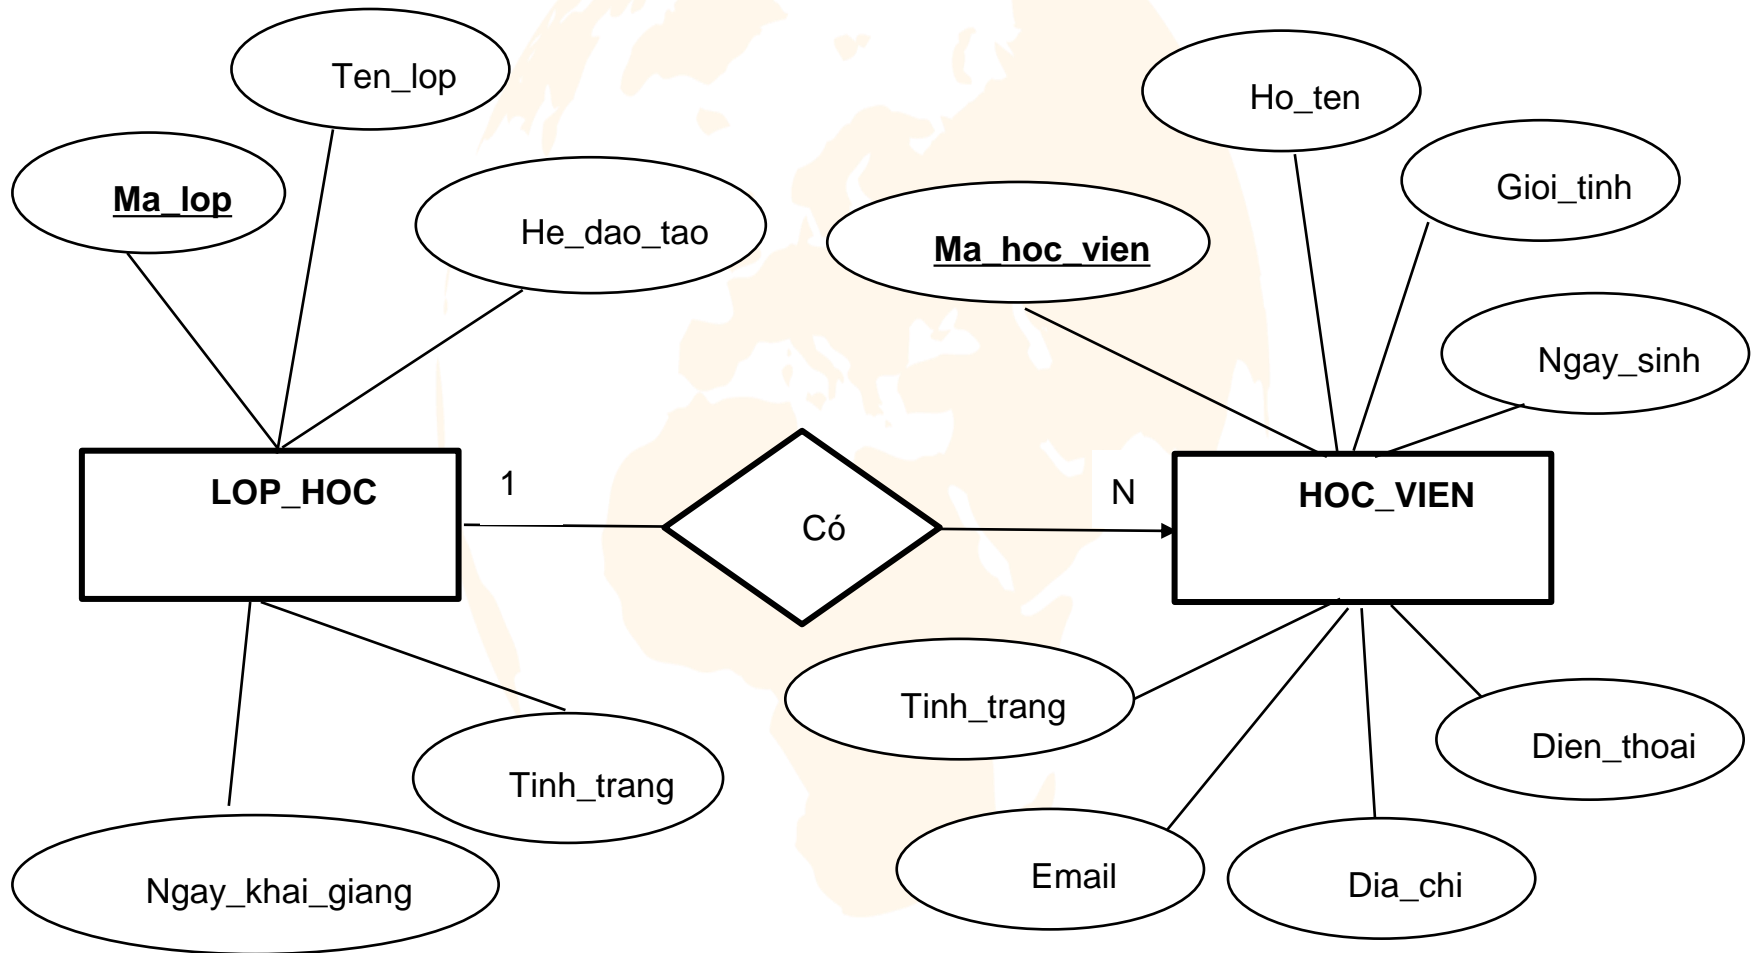 Ten_lop
Ho_ten
Ma_lop
Gioi_tinh
He_dao_tao
Ma_hoc_vien
Ngay_sinh
LOP_HOC
1
Có
N
HOC_VIEN
Tinh_trang
Dien_thoai
Tinh_trang
Email
Dia_chi
Ngay_khai_giang